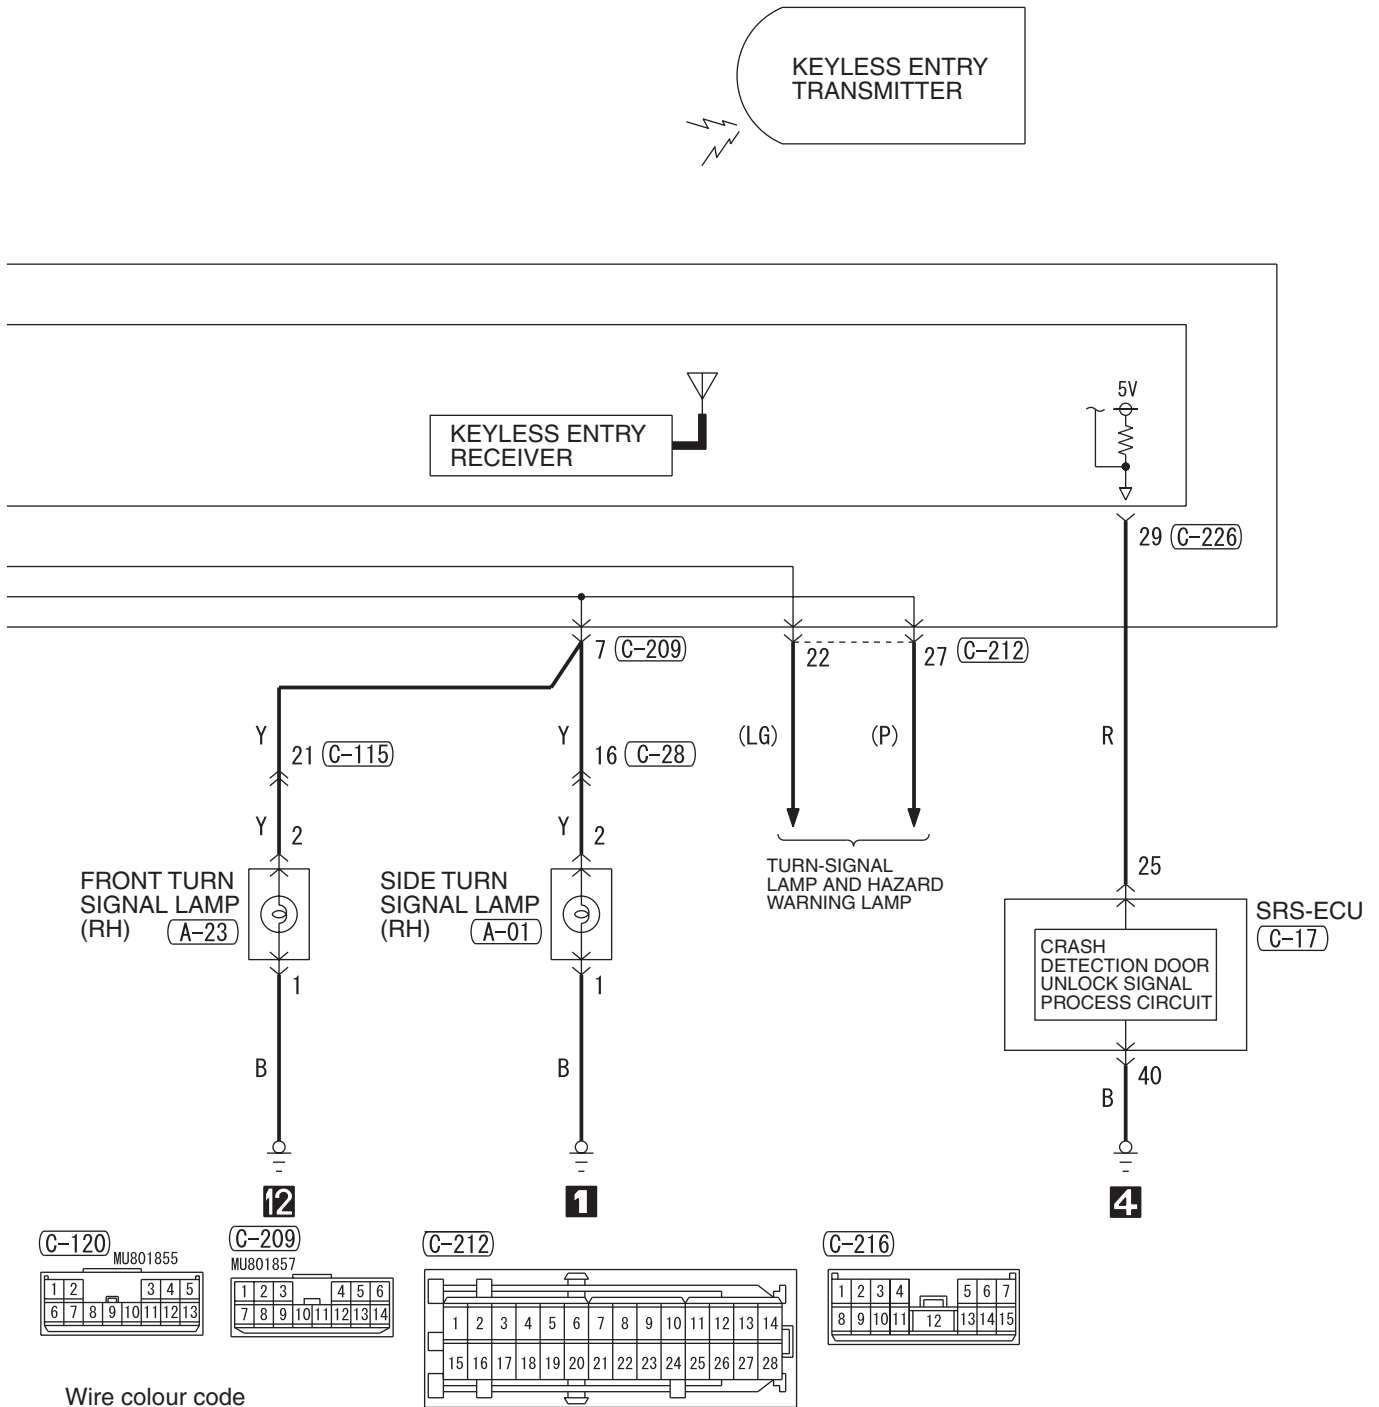 KEYLESS ENTRY
TRANSMITTER
5V
KEYLESS ENTRY
RECEIVER
29 C-226
7 C-209
22
27 C-212
Y
21 C-115
Y
16 C-28
(LG)
(P)
R
Y
2
Y
2
TURN-SIGNAL
LAMP AND HAZARD
WARNING LAMP
25
FRONT TURN
SIGNAL LAMP
(RH) A-23
SIDE TURN
SIGNAL LAMP
(RH) A-01
SRS-ECU
C-17
CRASH
DETECTION DOOR
UNLOCK SIGNAL
PROCESS CIRCUIT
1
1
B
B
40
B
12
1
4
C-120
MU801855
1 2 3 4 5
6 7 8 9 10 11 12 13
C-209
MU801857
1 2 3 4 5 6
7 8 9 10 11 12 13 14
C-212
1 2 3 4 5 6 7 8 9 10 11 12 13 14
15 16 17 18 19 20 21 22 23 24 25 26 27 28
C-216
1 2 3 4 5 6 7
8 9 10 11 12 13 14 15
Wire colour code